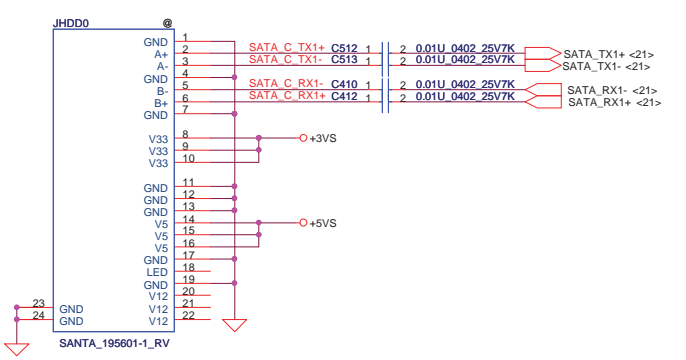 JHDD0 @
GND 1
A+ 2 SATA_C_TX1+ C512 1 2 0.01U_0402_25V7K SATA_TX1+ <21>
A- 3 SATA_C_TX1- C513 1 2 0.01U_0402_25V7K SATA_TX1- <21>
GND 4
B- 5 SATA_C_RX1- C410 1 2 0.01U_0402_25V7K SATA_RX1- <21>
B+ 6 SATA_C_RX1+ C412 1 2 0.01U_0402_25V7K SATA_RX1+ <21>
GND 7
V33 8 +3VS
V33 9
V33 10
GND 11
GND 12
GND 13
V5 14 +5VS
V5 15
V5 16
GND 17
LED 18
GND 19
V12 20
23 GND V12 21
24 GND V12 22
SANTA_195601-1_RV